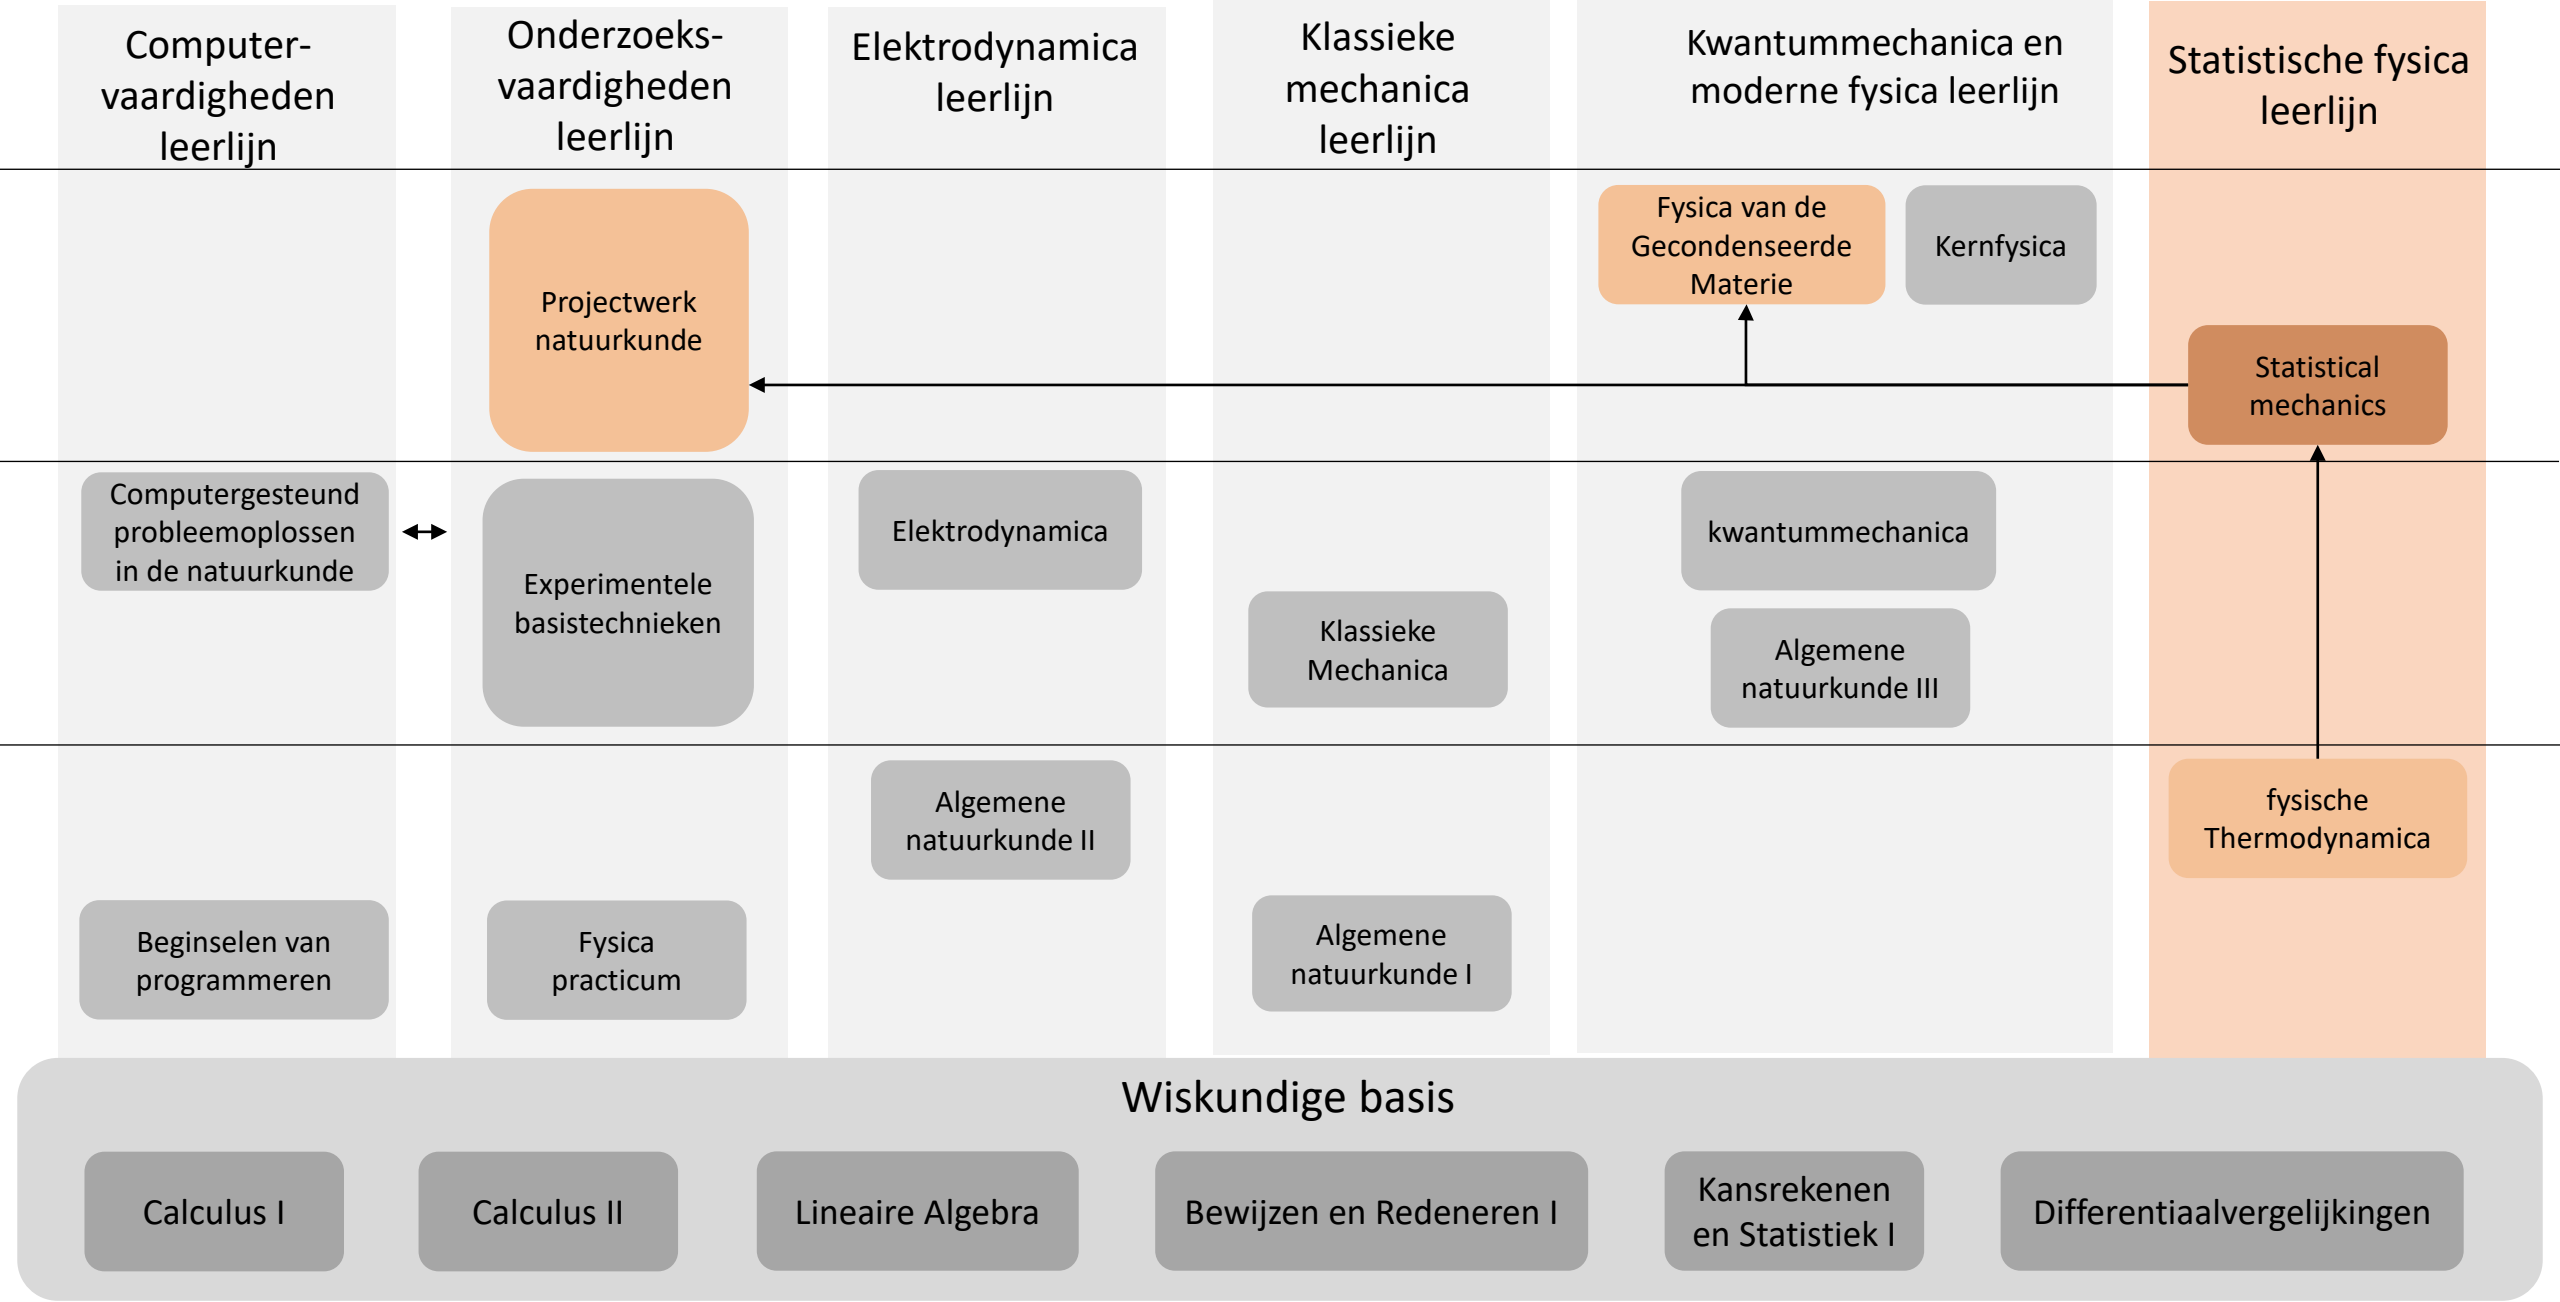 Computer-
vaardigheden
leerlijn
Onderzoeks-
vaardigheden
leerlijn
Elektrodynamica
leerlijn
Klassieke
mechanica
leerlijn
Kwantummechanica en
moderne fysica leerlijn
Statistische fysica
leerlijn
Projectwerk
natuurkunde
Fysica van de
Gecondenseerde
Materie
Kernfysica
Statistical
mechanics
Computergesteund
probleemoplossen
in de natuurkunde
Experimentele
basistechnieken
Elektrodynamica
Klassieke
Mechanica
kwantummechanica
Algemene
natuurkunde III
Algemene
natuurkunde II
fysische
Thermodynamica
Beginselen van
programmeren
Fysica
practicum
Algemene
natuurkunde I
Wiskundige basis
Calculus I
Calculus II
Lineaire Algebra
Bewijzen en Redeneren I
Kansrekenen
en Statistiek I
Differentiaalvergelijkingen